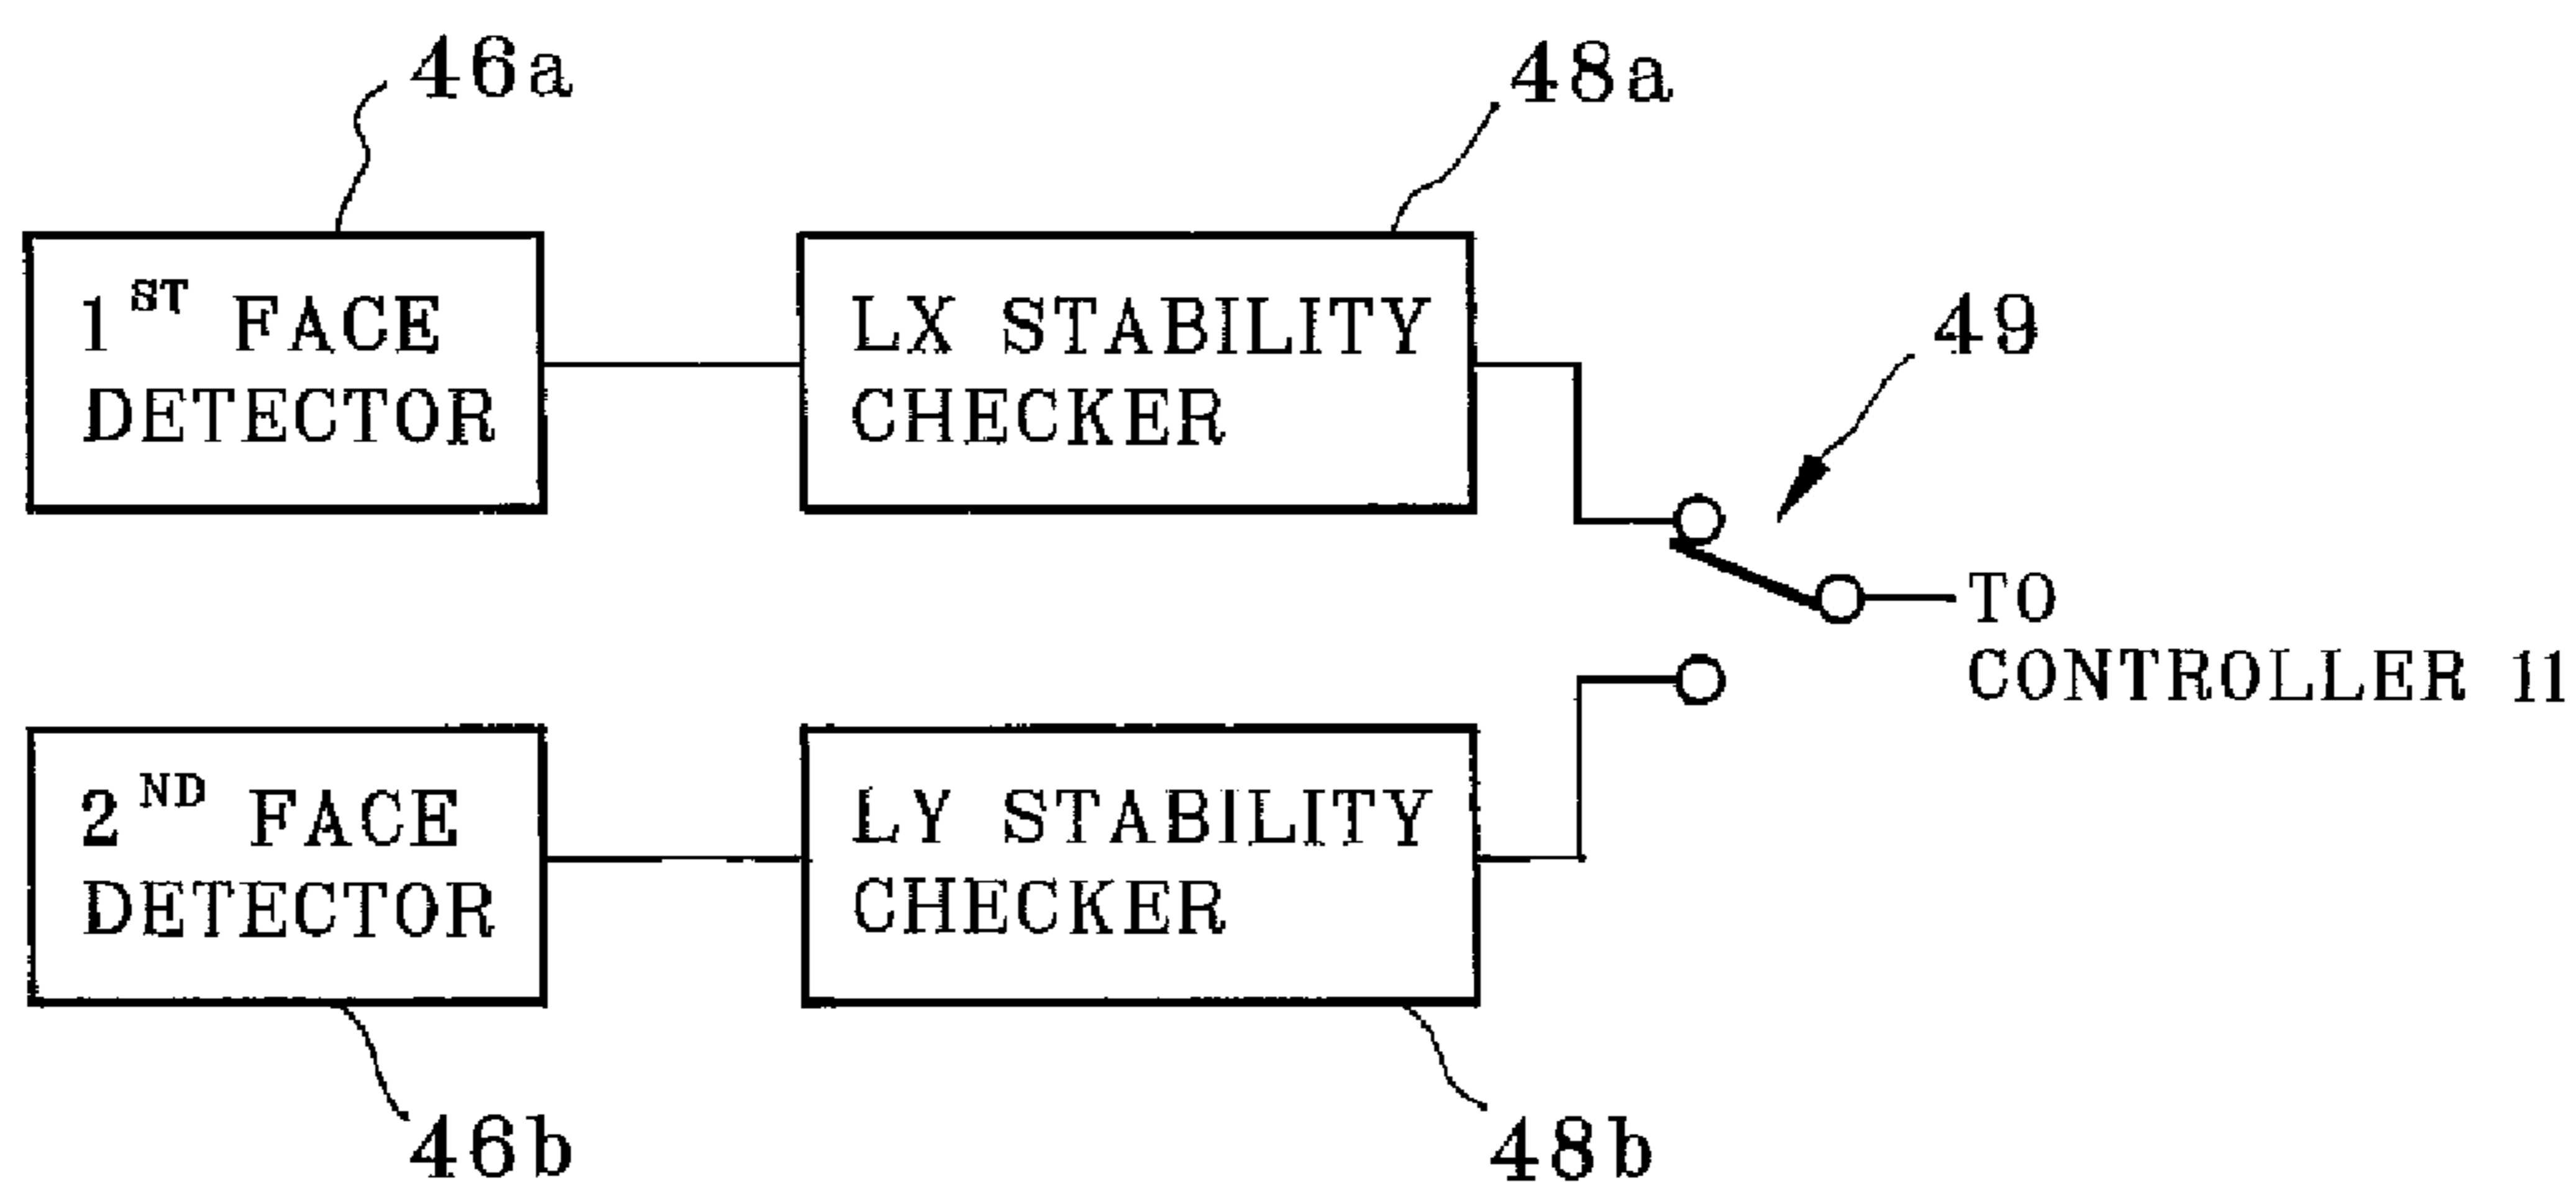 46a
48a
1ST FACE
DETECTOR
LX STABILITY
CHECKER
49
TO
CONTROLLER 11
2ND FACE
DETECTOR
LY STABILITY
CHECKER
46b
48b